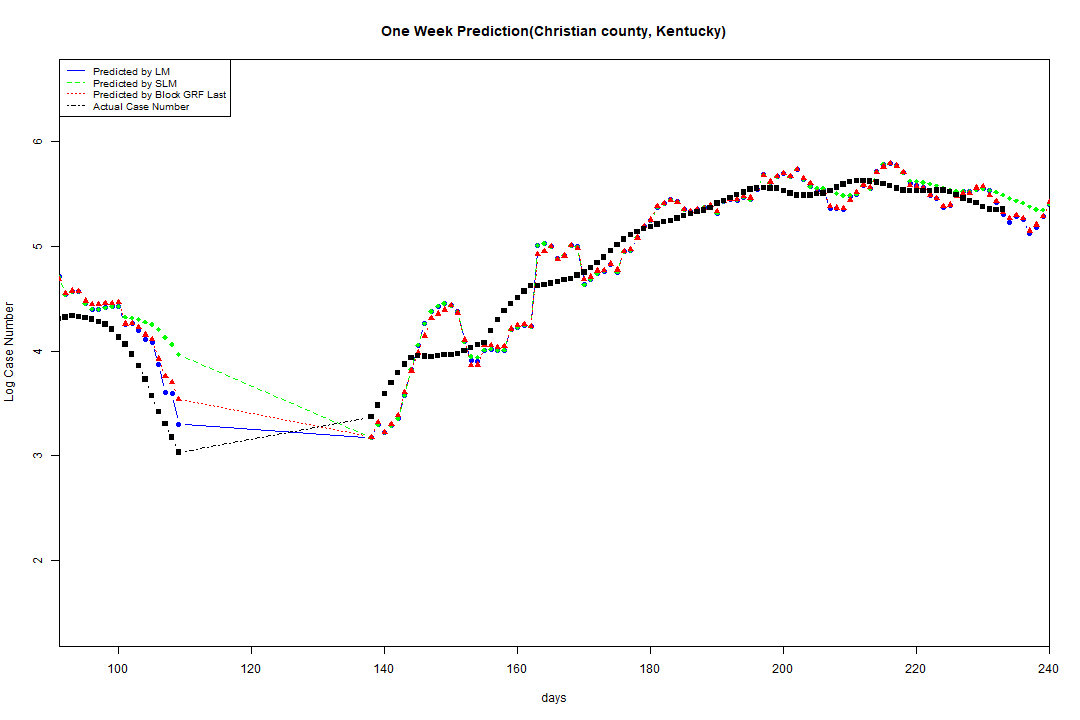 One Week Prediction(Christian county, Kentucky)
Predicted by LM
Predicted by SLM
Predicted by Block GRF Last
Actual Case Number
6
5
4
3
2
Log Case Number
100 120 140 160 180 200 220 240
days